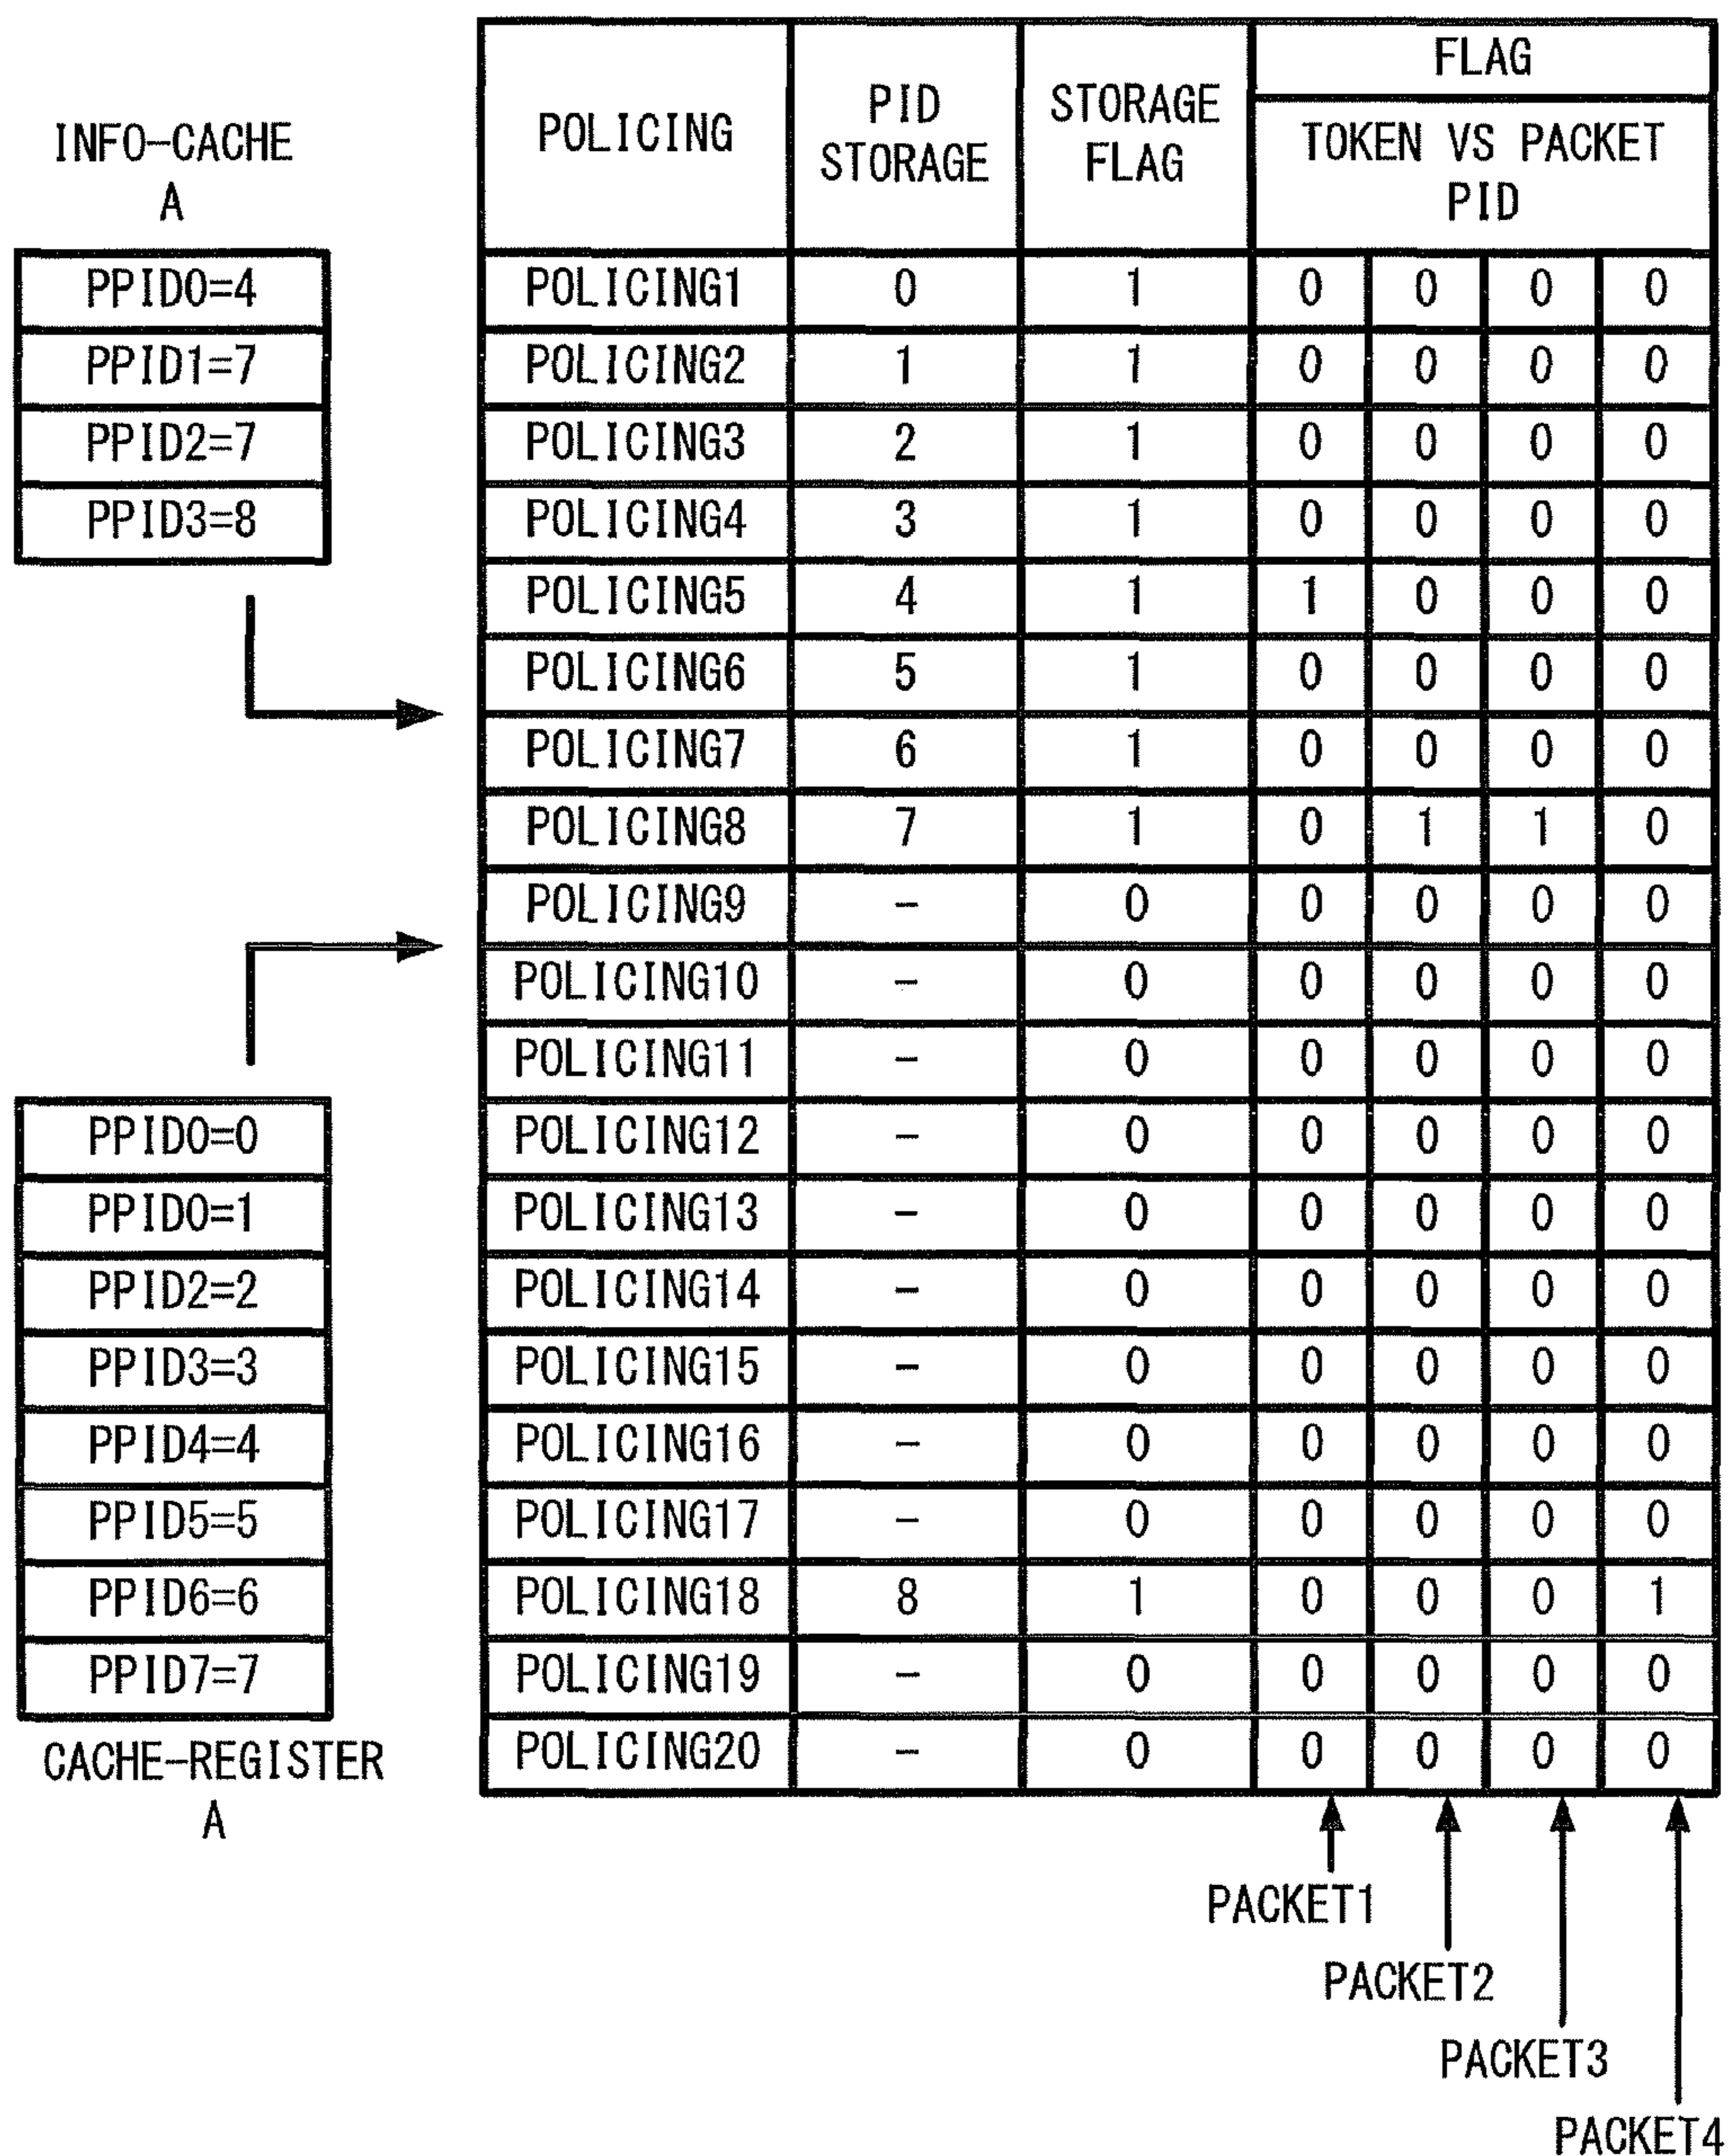 INFO-CACHE
A
PPID0=4
PPID1=7
PPID2=7
PPID3=8
PPID0=0
PPID0=1
PPID2=2
PPID3=3
PPID4=4
PPID5=5
PPID6=6
PPID7=7
CACHE-REGISTER
A
POLICING PID STORAGE STORAGE FLAG FLAG
TOKEN VS PACKET PID
POLICING1 0 1 0 0 0 0
POLICING2 1 1 0 0 0 0
POLICING3 2 1 0 0 0 0
POLICING4 3 1 0 0 0 0
POLICING5 4 1 1 0 0 0
POLICING6 5 1 0 0 0 0
POLICING7 6 1 0 0 0 0
POLICING8 7 1 0 1 1 0
POLICING9 - 0 0 0 0 0
POLICING10 - 0 0 0 0 0
POLICING11 - 0 0 0 0 0
POLICING12 - 0 0 0 0 0
POLICING13 - 0 0 0 0 0
POLICING14 - 0 0 0 0 0
POLICING15 - 0 0 0 0 0
POLICING16 - 0 0 0 0 0
POLICING17 - 0 0 0 0 0
POLICING18 8 1 0 0 0 1
POLICING19 - 0 0 0 0 0
POLICING20 - 0 0 0 0 0
PACKET1
PACKET2
PACKET3
PACKET4